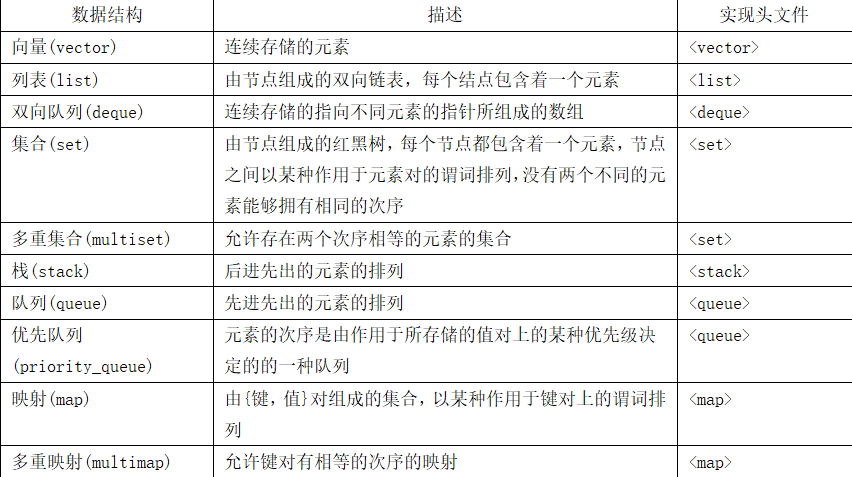 数据结构 描述 实现头文件
向量(vector) 连续存储的元素 <vector>
列表(list) 由节点组成的双向链表，每个结点包含着一个元素 <list>
双向队列(deque) 连续存储的指向不同元素的指针所组成的数组 <deque>
集合(set) 由节点组成的红黑树，每个节点都包含着一个元素，节 <set>
之间以某种作用于元素对的谓词排列，没有两个不同的元
素能够拥有相同的次序
多重集合(multiset) 允许存在两个次序相等的元素的集合 <set>
栈(stack) 后进先出的元素的排列 <stack>
队列(queue) 先进先出的元素的排列 <queue>
优先队列 元素的次序是由作用于所存储的值对上的某种优先级决 <queue>
(priority_queue) 定的的一种队列
映射(map) 由{键，值}对组成的集合，以某种作用于键对上的谓词排 <map>
列
多重映射(multimap) 允许键对有相等的次序的映射 <map>